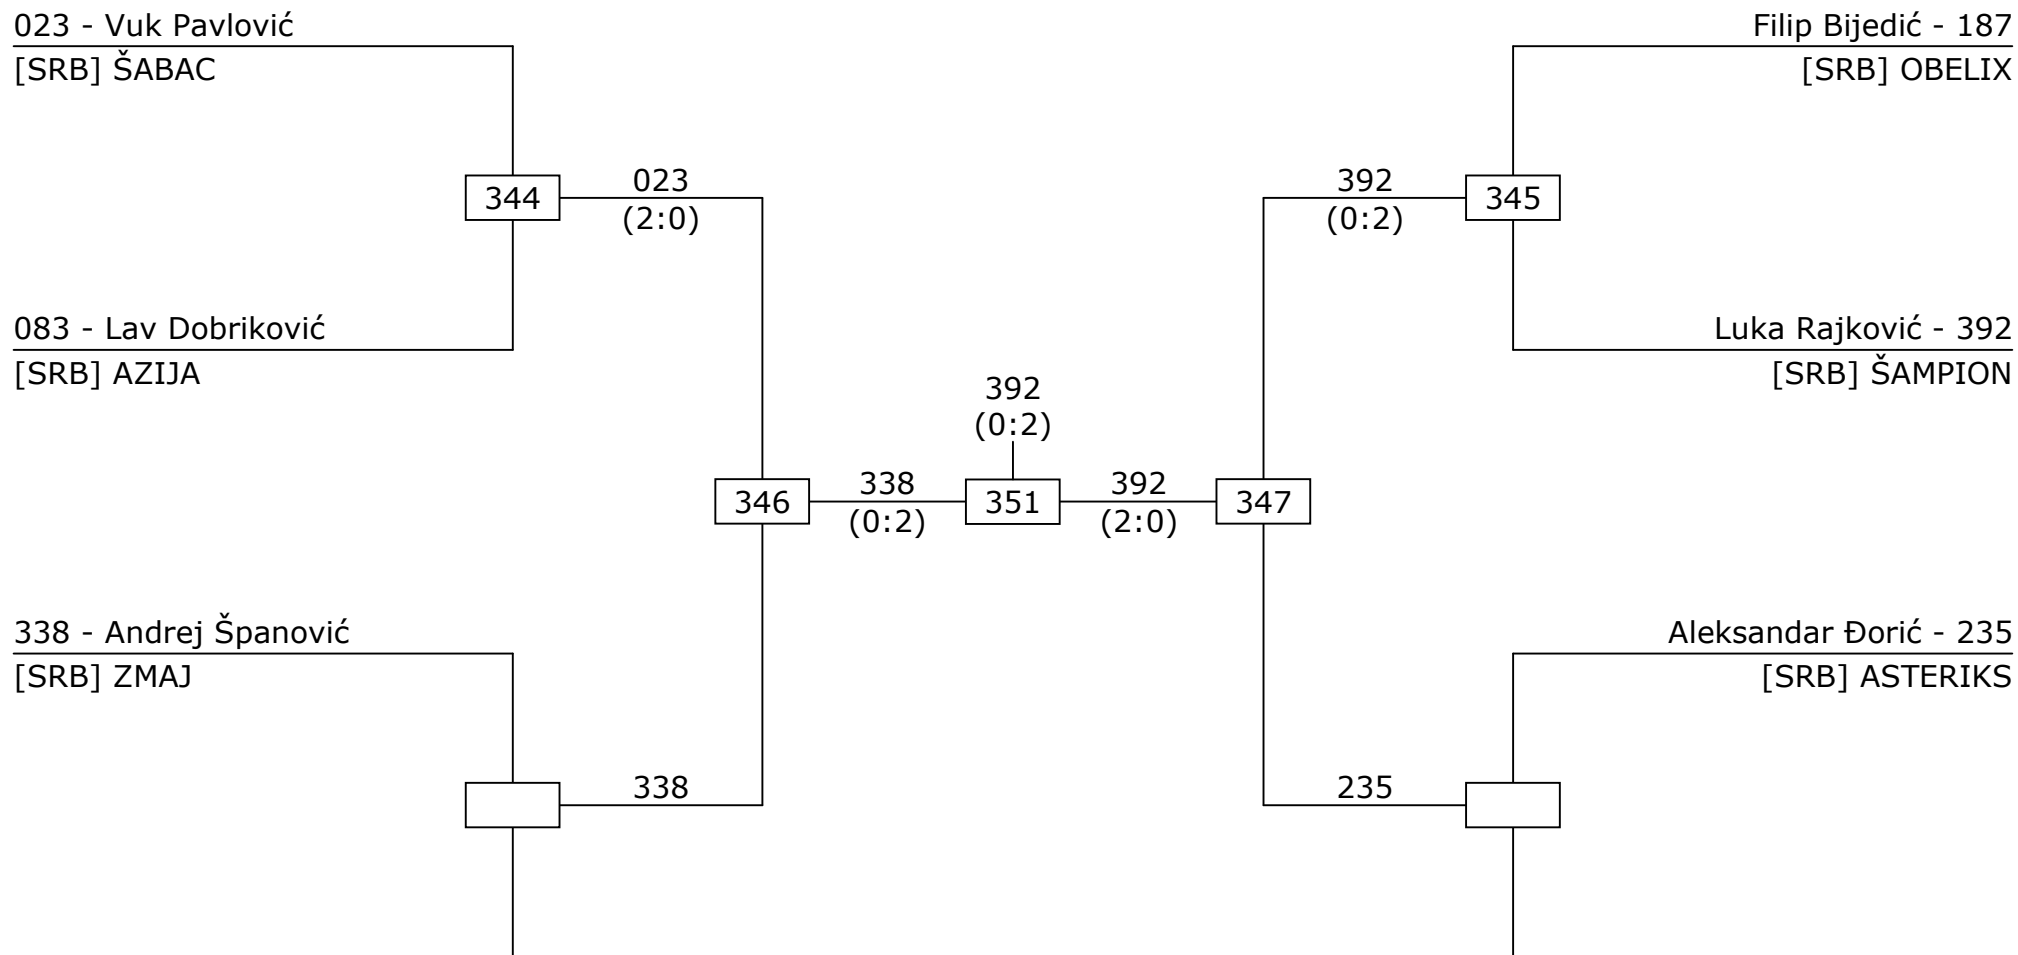 023 - Vuk Pavlović
[SRB] ŠABAC
Filip Bijedić - 187
[SRB] OBELIX
344
023
(2:0)
392
(0:2)
345
083 - Lav Dobriković
[SRB] AZIJA
Luka Rajković - 392
[SRB] ŠAMPION
392
(0:2)
346
338
(0:2)
351
392
(2:0)
347
338 - Andrej Španović
[SRB] ZMAJ
Aleksandar Đorić - 235
[SRB] ASTERIKS
338
235